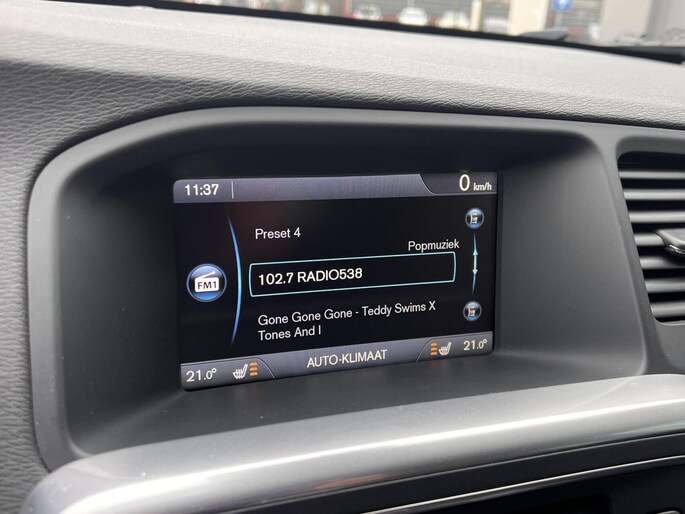 11:37
0 km/h
Preset 4
Popmuziek
FM1
102.7 RADIO538
Gone Gone Gone - Teddy Swims X
Tones And I
21.0°
AUTO-KLIMAAT
21.0°